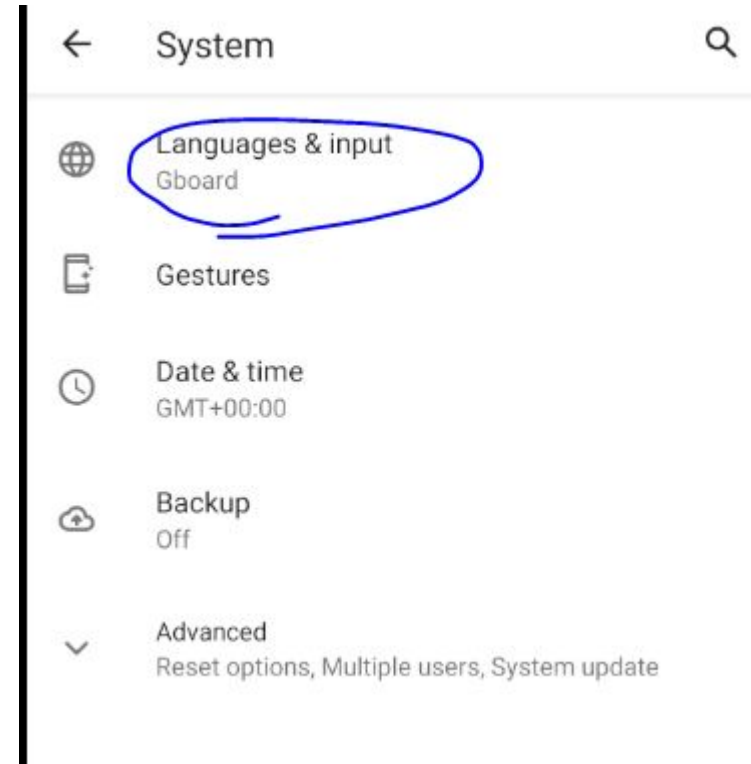 System
Languages & input
Gboard
Gestures
Date & time
GMT+00:00
Backup
Off
Advanced
Reset options, Multiple users, System update